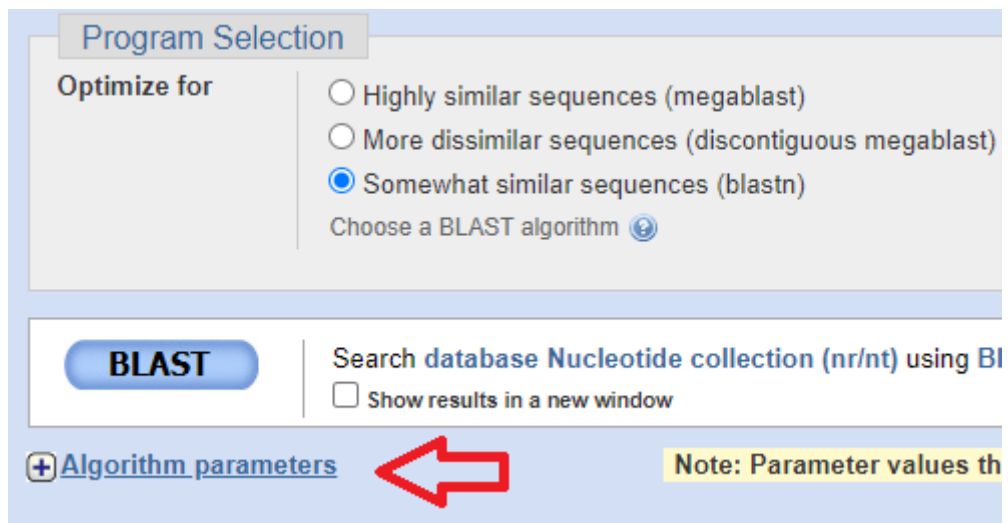 Program Selection
Optimize for
Highly similar sequences (megablast)
More dissimilar sequences (discontiguous megablast)
Somewhat similar sequences (blastn)
Choose a BLAST algorithm
BLAST
Search database Nucleotide collection (nr/nt) using
Show results in a new window
Algorithm parameters
Note: Parameter values